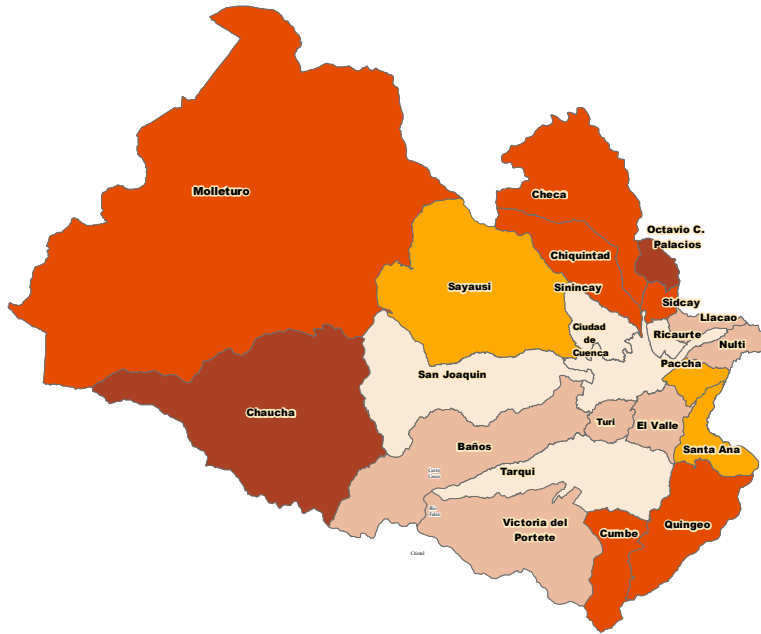 Molleturo
Checa
Octavio C.
Palacios
Chiquintad
Sayausi
Sinincay
Sidcay
Llacao
Ciudad
de
Cuenca
Ricaurte
Nulti
Paccha
San Joaquin
Chaucha
Turi
El Valle
Baños
Santa Ana
Tarqui
Victoria del
Portete
Cumbe
Quingeo